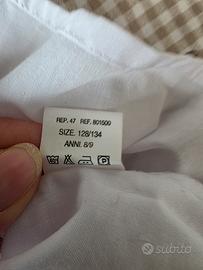 REP. 47 REF. 801500
SIZE. 128/134
ANNI. 8/9
Subito